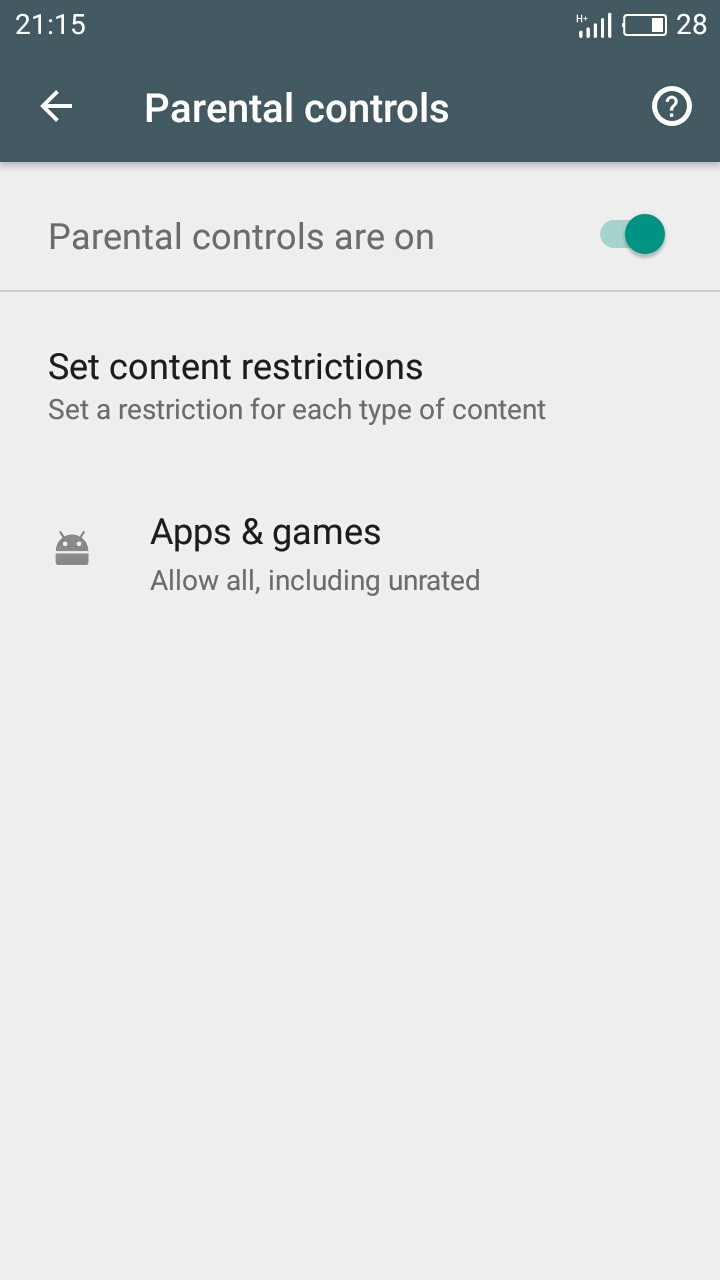 21:15 H+ 28
Parental controls
Parental controls are on
Set content restrictions
Set a restriction for each type of content
Apps & games
Allow all, including unrated